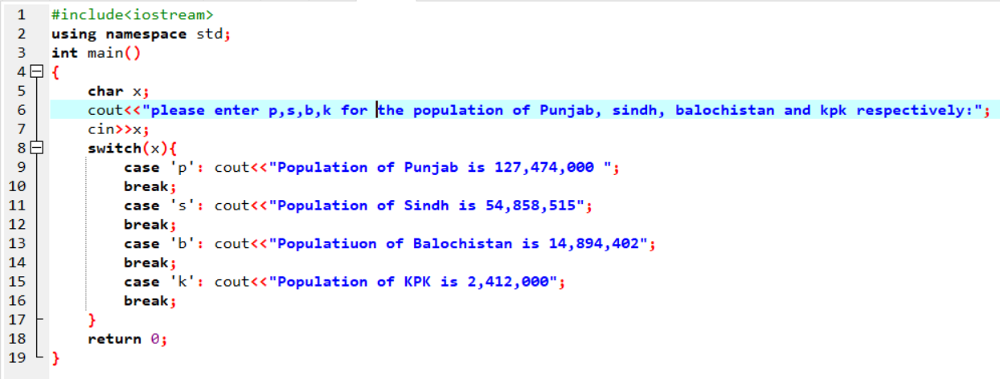 1 #include<iostream>
2 using namespace std;
3 int main()
4 {
5 char x;
6 cout<<"please enter p,s,b,k for the population of Punjab, sindh, balochistan and kpk respectively:";
7 cin>>x;
8 switch(x){
9 case 'p': cout<<"Population of Punjab is 127,474,000 ";
10 break;
11 case 's': cout<<"Population of Sindh is 54,858,515";
12 break;
13 case 'b': cout<<"Populatiuon of Balochistan is 14,894,402";
14 break;
15 case 'k': cout<<"Population of KPK is 2,412,000";
16 break;
17 }
18 return 0;
19 }